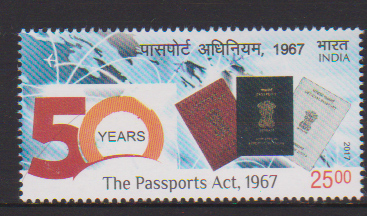 पासपोर्ट अधिनियम, 1967
भारत
INDIA
50
YEARS
2017
The Passports Act, 1967
25.00